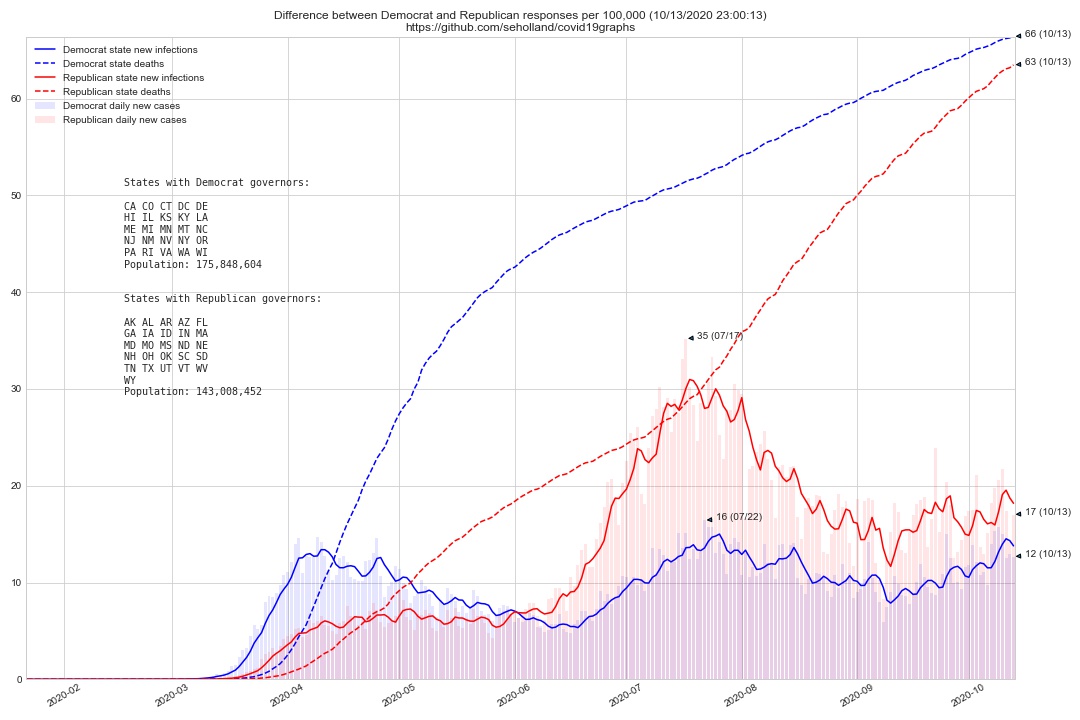 Difference between Democrat and Republican responses per 100,000 (10/13/2020 23:00:13)
https://github.com/seholland/covid19graphs
Democrat state new infections
Democrat state deaths
Republican state new infections
Republican state deaths
Democrat daily new cases
Republican daily new cases
States with Democrat governors:
CA CO CT DC DE
HI IL KS KY LA
ME MI MN MT NC
NJ NM NV NY OR
PA RI VA WA WI
Population: 175,848,604
States with Republican governors:
AK AL AR AZ FL
GA IA ID IN MA
MD MO MS ND NE
NH OH OK SC SD
TN TX UT VT WV
WY
Population: 143,008,452
66 (10/13)
63 (10/13)
35 (07/17)
16 (07/22)
17 (10/13)
12 (10/13)
60
50
40
30
20
10
0
2020-02
2020-03
2020-04
2020-05
2020-06
2020-07
2020-08
2020-09
2020-10